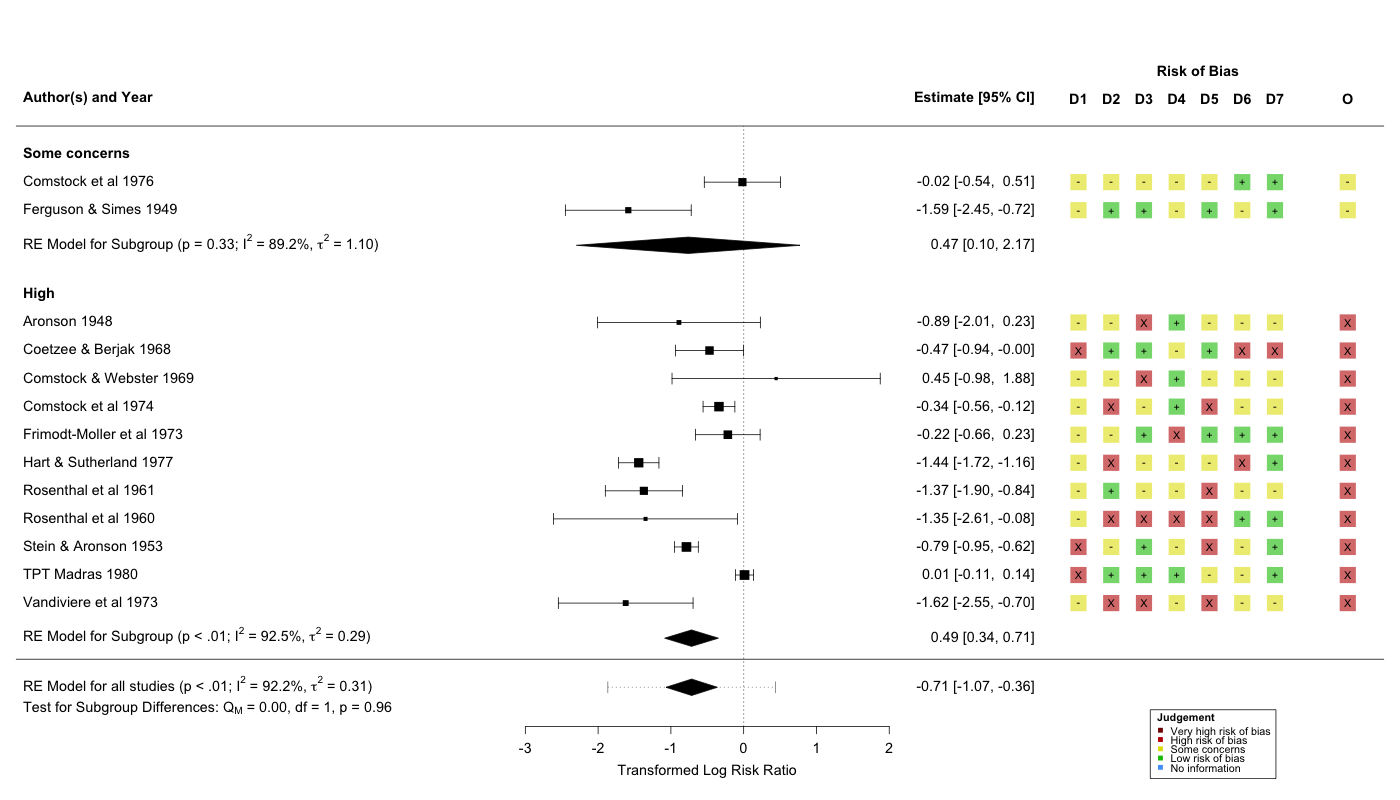 Risk of Bias
Author(s) and Year Estimate [95% CI] D1 D2 D3 D4 D5 D6 D7 O
Some concerns
Comstock et al 1976 -0.02 [-0.54, 0.51] - - - - - + + -
Ferguson & Simes 1949 -1.59 [-2.45, -0.72] - + + - + - + -
RE Model for Subgroup (p = 0.33; I² = 89.2%, τ² = 1.10) 0.47 [0.10, 2.17]
High
Aronson 1948 -0.89 [-2.01, 0.23] - - X + - - - X
Coetzee & Berjak 1968 -0.47 [-0.94, -0.00] X + + - + X X X
Comstock & Webster 1969 0.45 [-0.98, 1.88] - - X + - - - X
Comstock et al 1974 -0.34 [-0.56, -0.12] - X - + X - - X
Frimodt-Moller et al 1973 -0.22 [-0.66, 0.23] - - + X + + + X
Hart & Sutherland 1977 -1.44 [-1.72, -1.16] - X - - - X + X
Rosenthal et al 1961 -1.37 [-1.90, -0.84] - + - - X - - X
Rosenthal et al 1960 -1.35 [-2.61, -0.08] - X X X X + + X
Stein & Aronson 1953 -0.79 [-0.95, -0.62] X - + - X - + X
TPT Madras 1980 0.01 [-0.11, 0.14] X + + + - - + X
Vandiviere et al 1973 -1.62 [-2.55, -0.70] - X X - X - - X
RE Model for Subgroup (p < .01; I² = 92.5%, τ² = 0.29) 0.49 [0.34, 0.71]
RE Model for all studies (p < .01; I² = 92.2%, τ² = 0.31) -0.71 [-1.07, -0.36]
Test for Subgroup Differences: Q_M = 0.00, df = 1, p = 0.96
-3 -2 -1 0 1 2
Transformed Log Risk Ratio
Judgement
Very high risk of bias
High risk of bias
Some concerns
Low risk of bias
No information